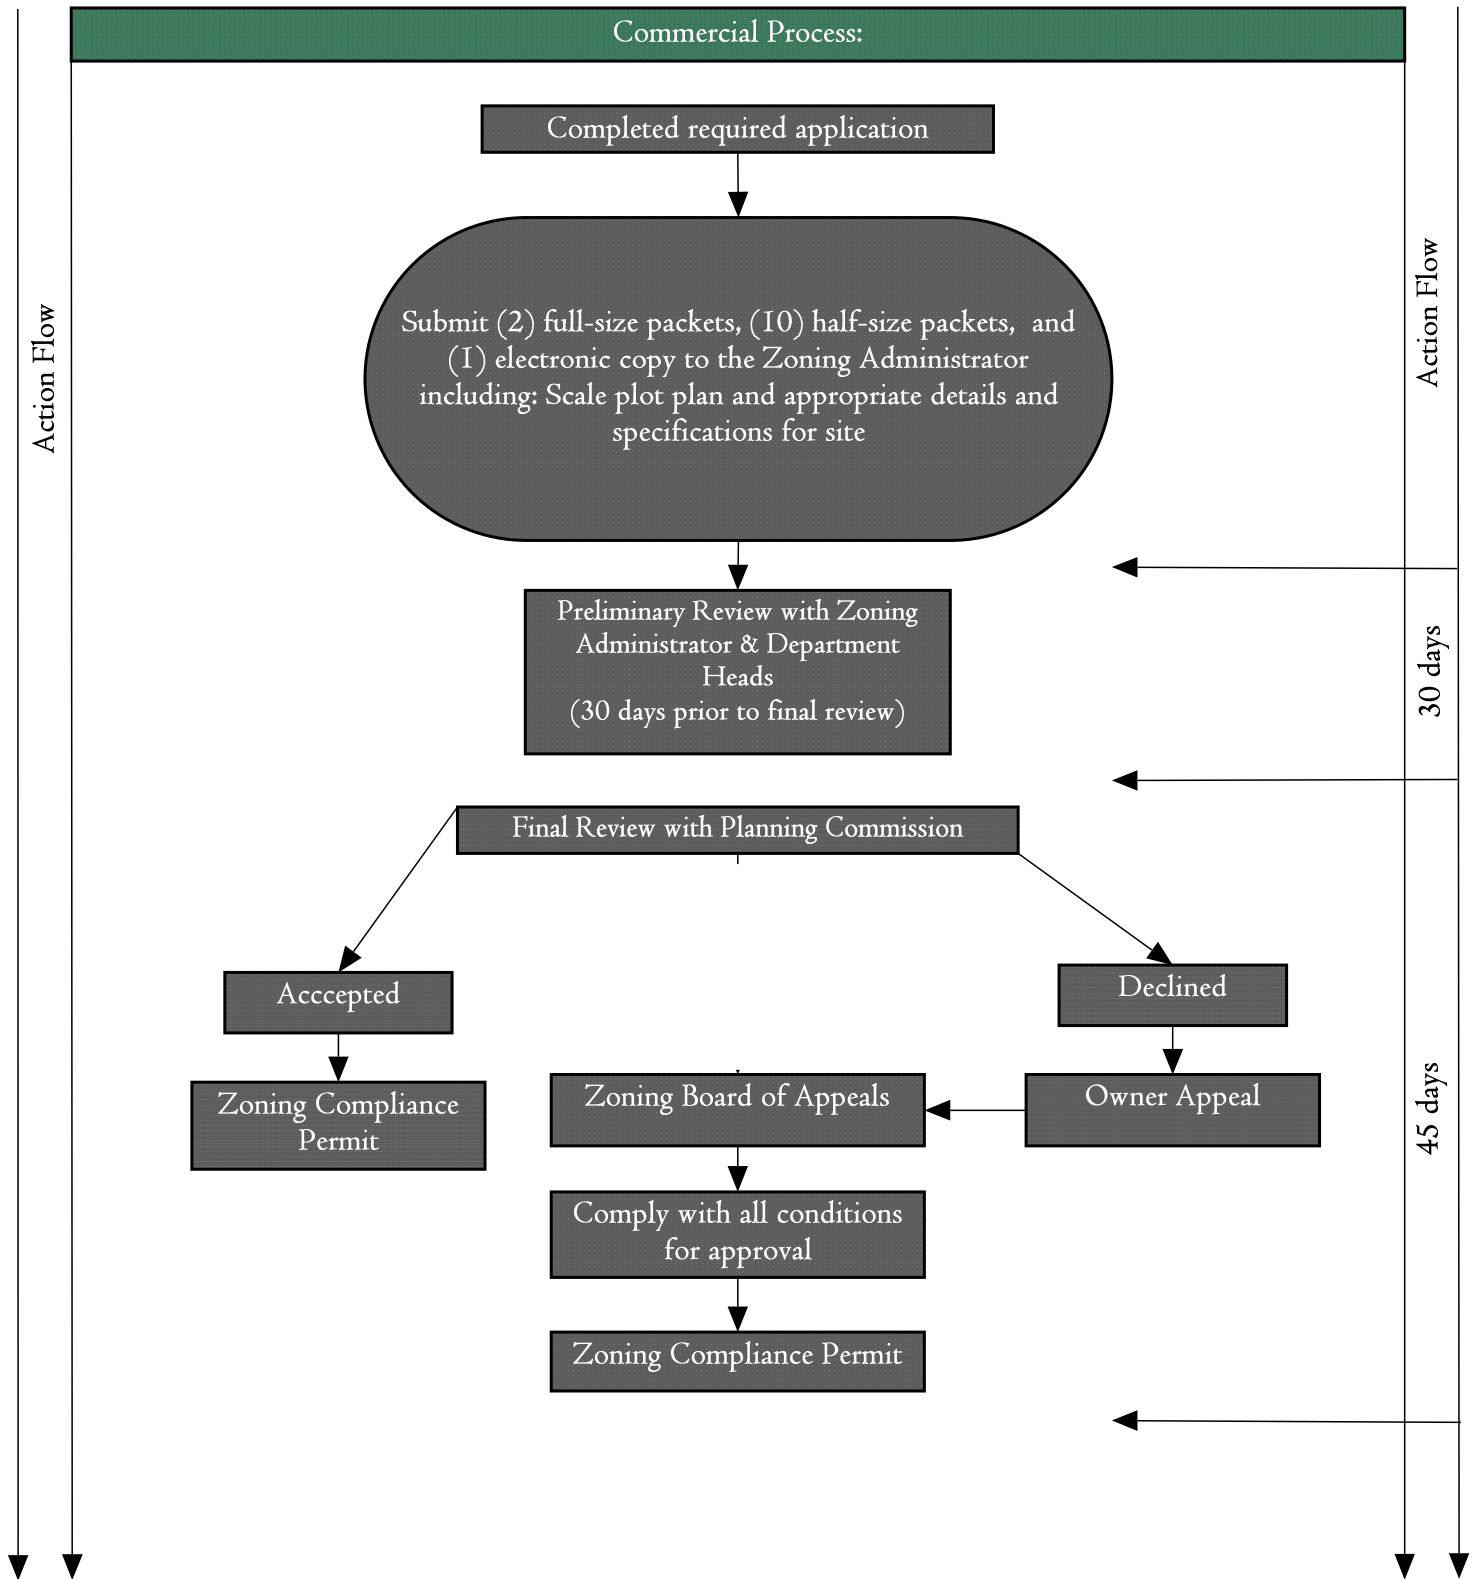 Commercial Process:
Completed required application
Submit (2) full-size packets, (10) half-size packets,  and
(1) electronic copy to the Zoning Administrator
including: Scale plot plan and appropriate details and
specifications for site
Action Flow
Action Flow
Preliminary Review with Zoning
Administrator & Department
Heads
(30 days prior to final review)
30 days
Final Review with Planning Commission
Acccepted
Declined
Zoning Compliance
Permit
Zoning Board of Appeals
Owner Appeal
45 days
Comply with all conditions
for approval
Zoning Compliance Permit